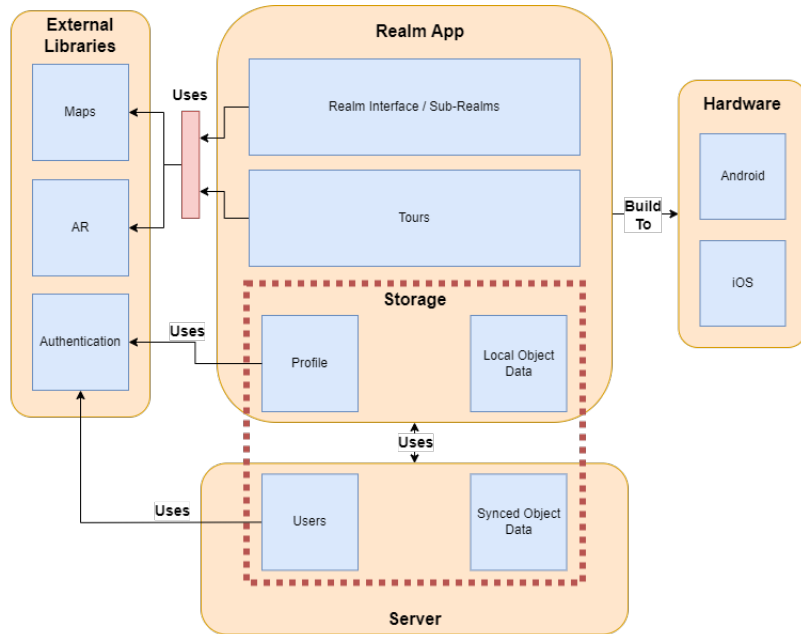 External
Libraries
Maps
AR
Authentication
Uses
Realm App
Realm Interface / Sub-Realms
Tours
Build
To
Hardware
Android
iOS
Storage
Uses
Profile
Local Object
Data
Uses
Uses
Users
Synced Object
Data
Server